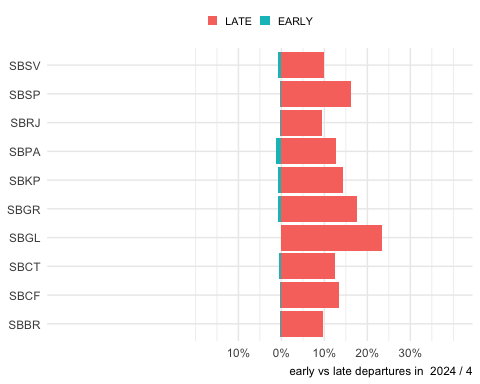 LATE EARLY
SBSV
SBSP
SBRJ
SBPA
SBKP
SBGR
SBGL
SBCT
SBCF
SBBR
10% 0% 10% 20% 30%
early vs late departures in 2024 / 4